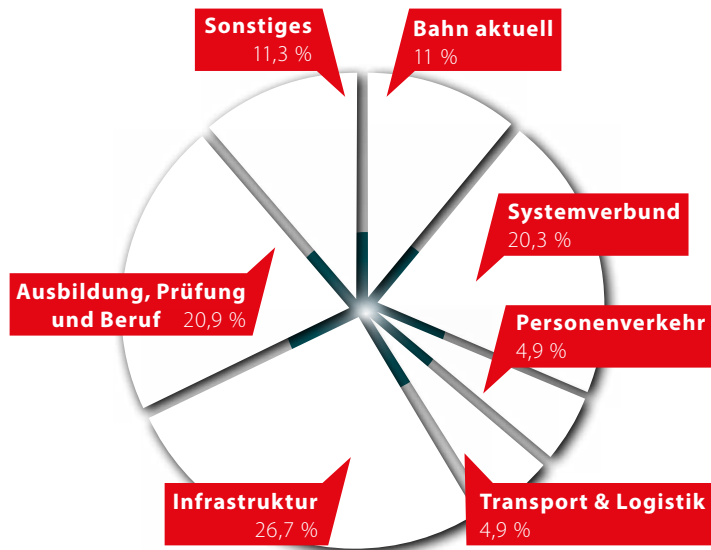 Sonstiges
11,3 %
Bahn aktuell
11 %
Systemverbund
20,3 %
Ausbildung, Prüfung
und Beruf 20,9 %
Personenverkehr
4,9 %
Infrastruktur
26,7 %
Transport & Logistik
4,9 %